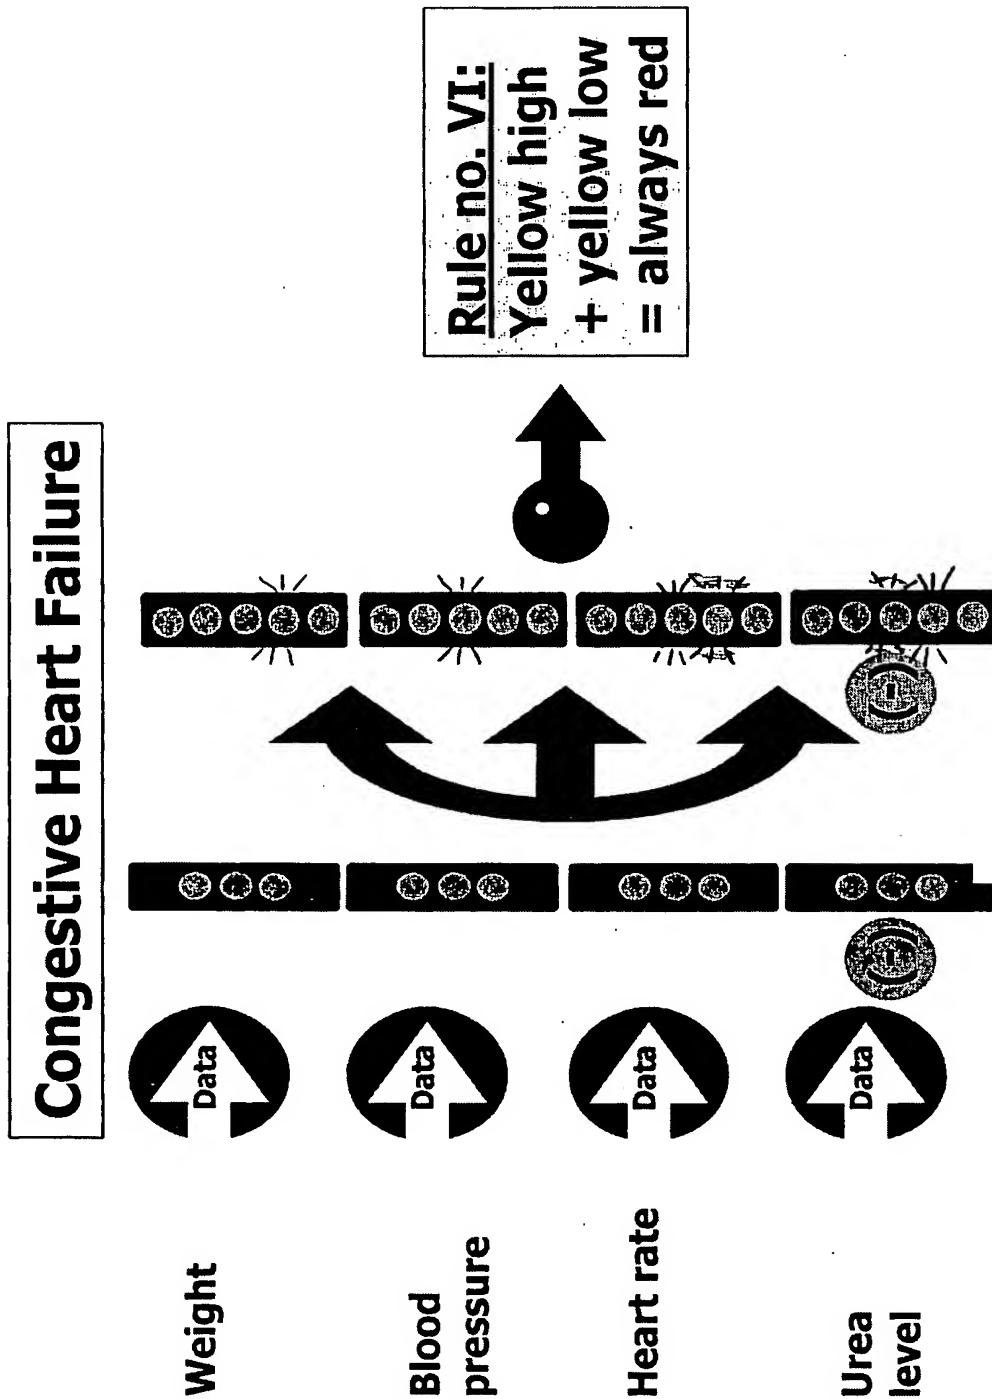 Congestive Heart Failure
Weight
Data
Blood
pressure
Data
Heart rate
Data
Urea
level
Data
Rule no. VI:
Yellow high
+ yellow low
= always red